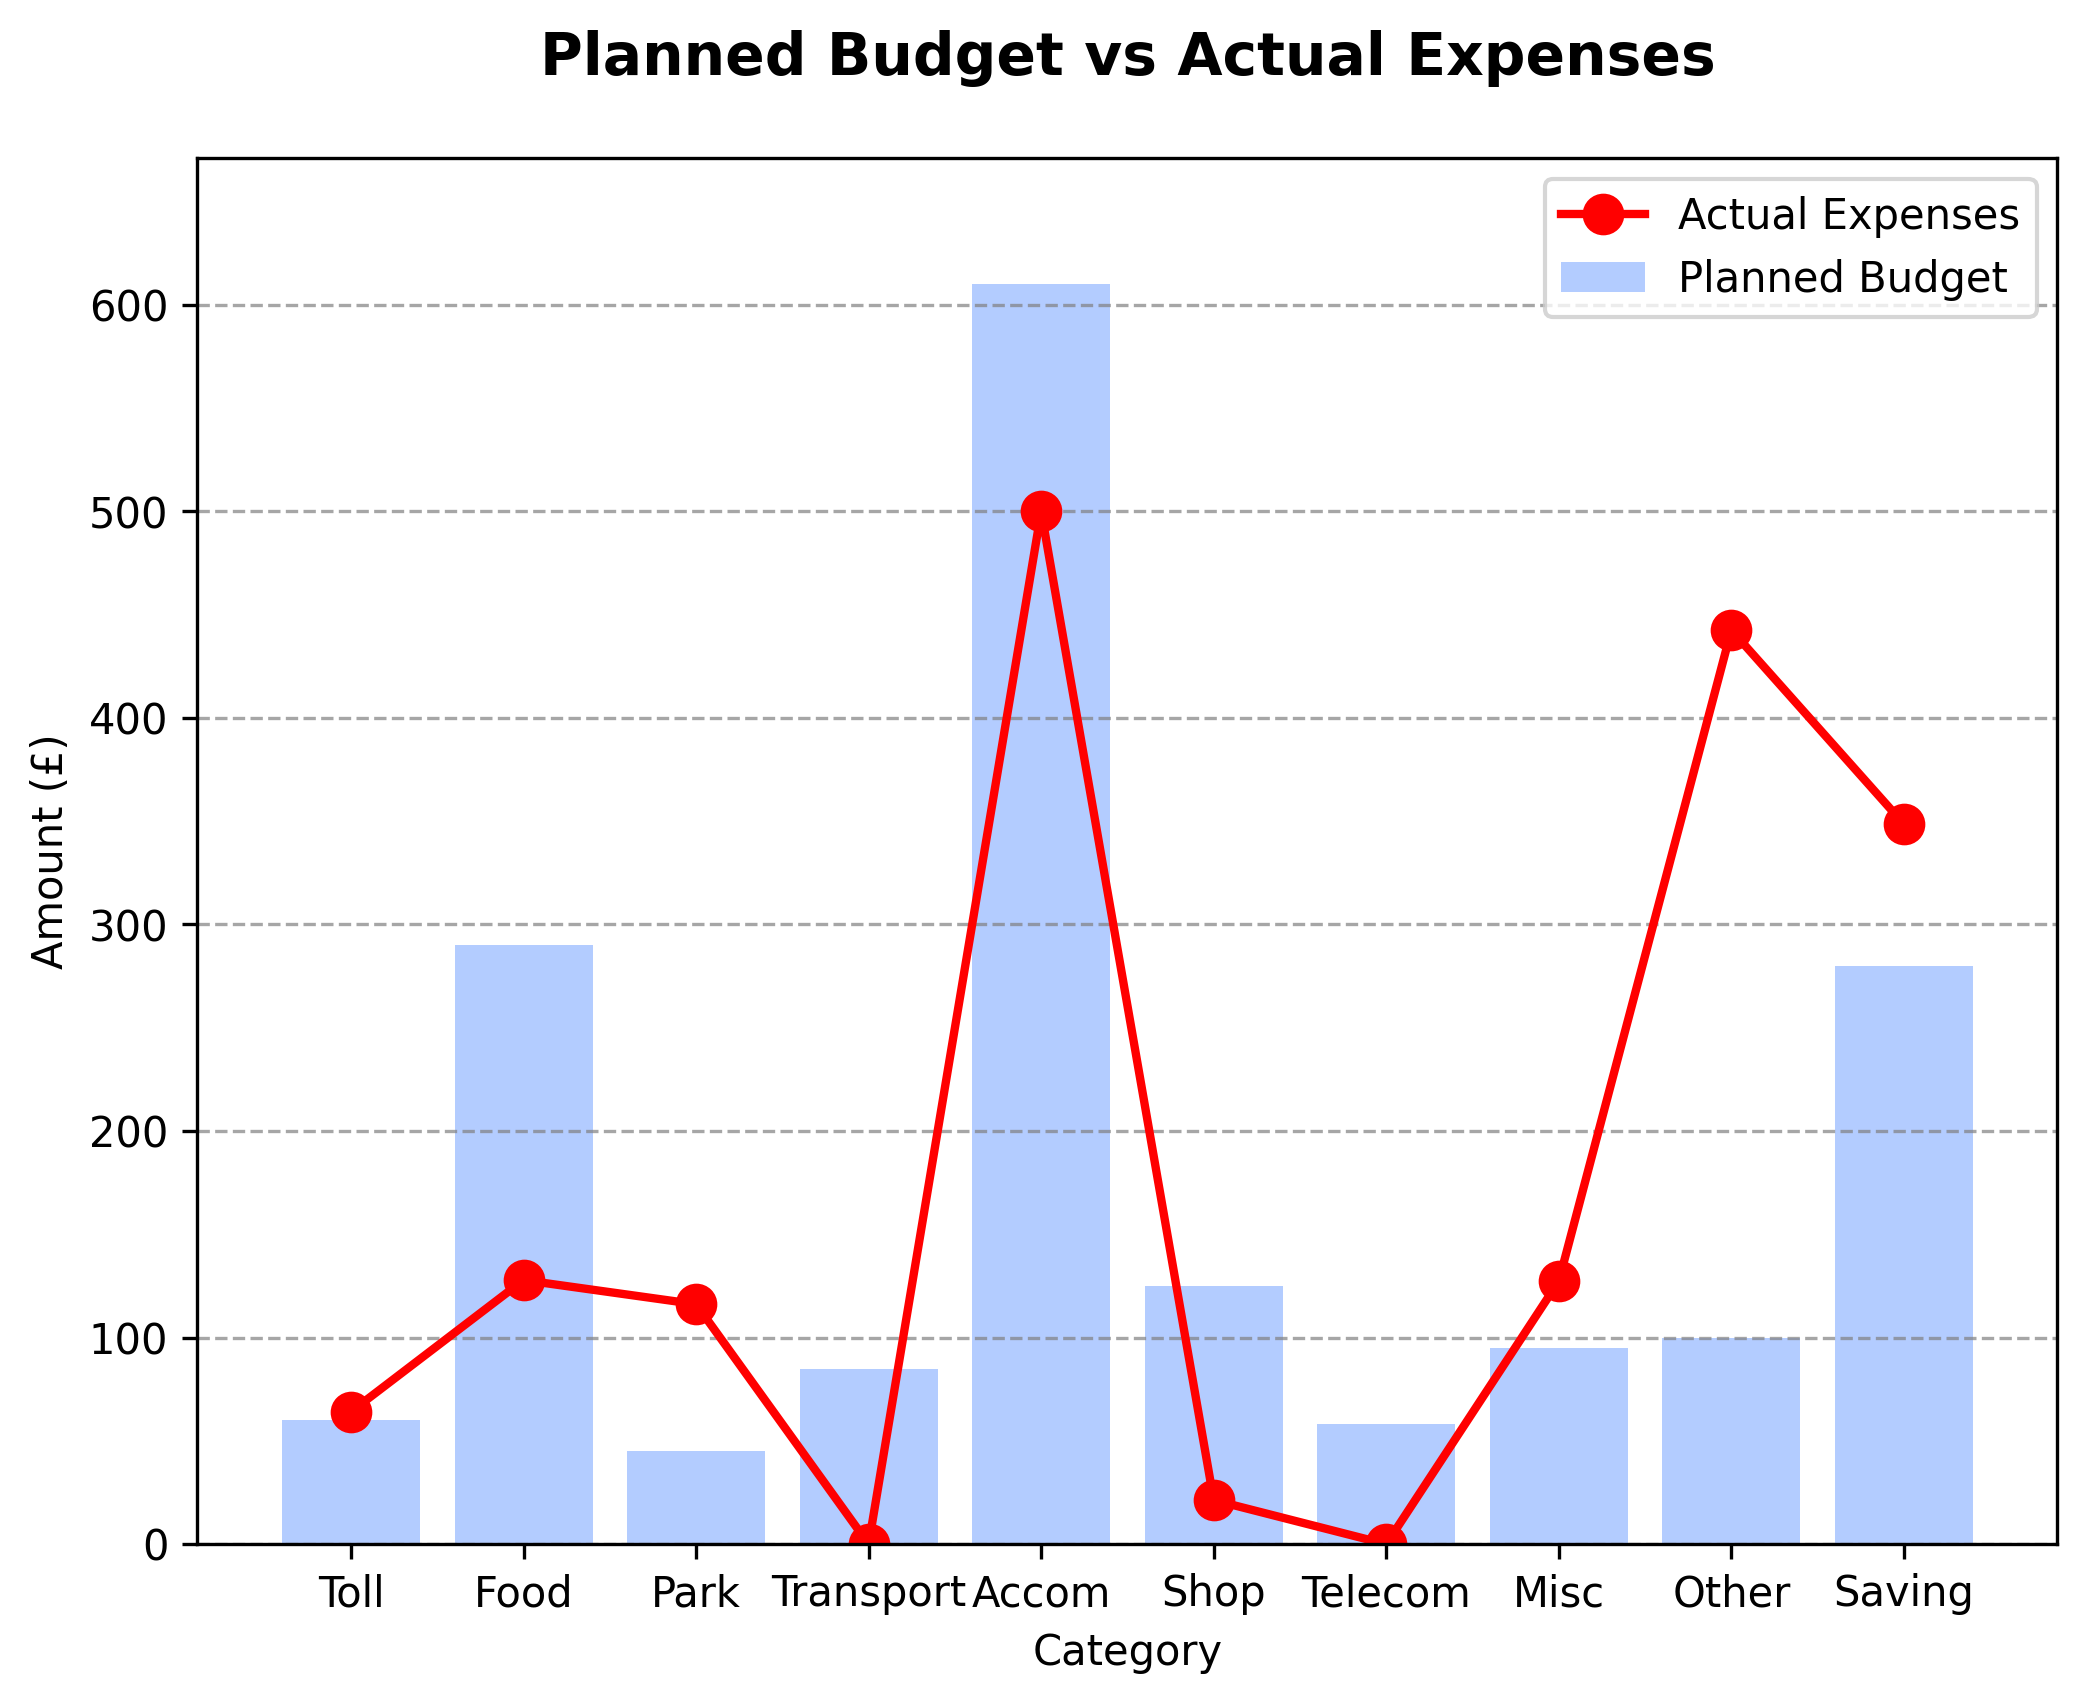 Planned Budget vs Actual Expenses
Actual Expenses
Planned Budget
600
500
400
300
200
100
0
Amount (£)
Toll Food Park Transport Accom Shop Telecom Misc Other Saving
Category